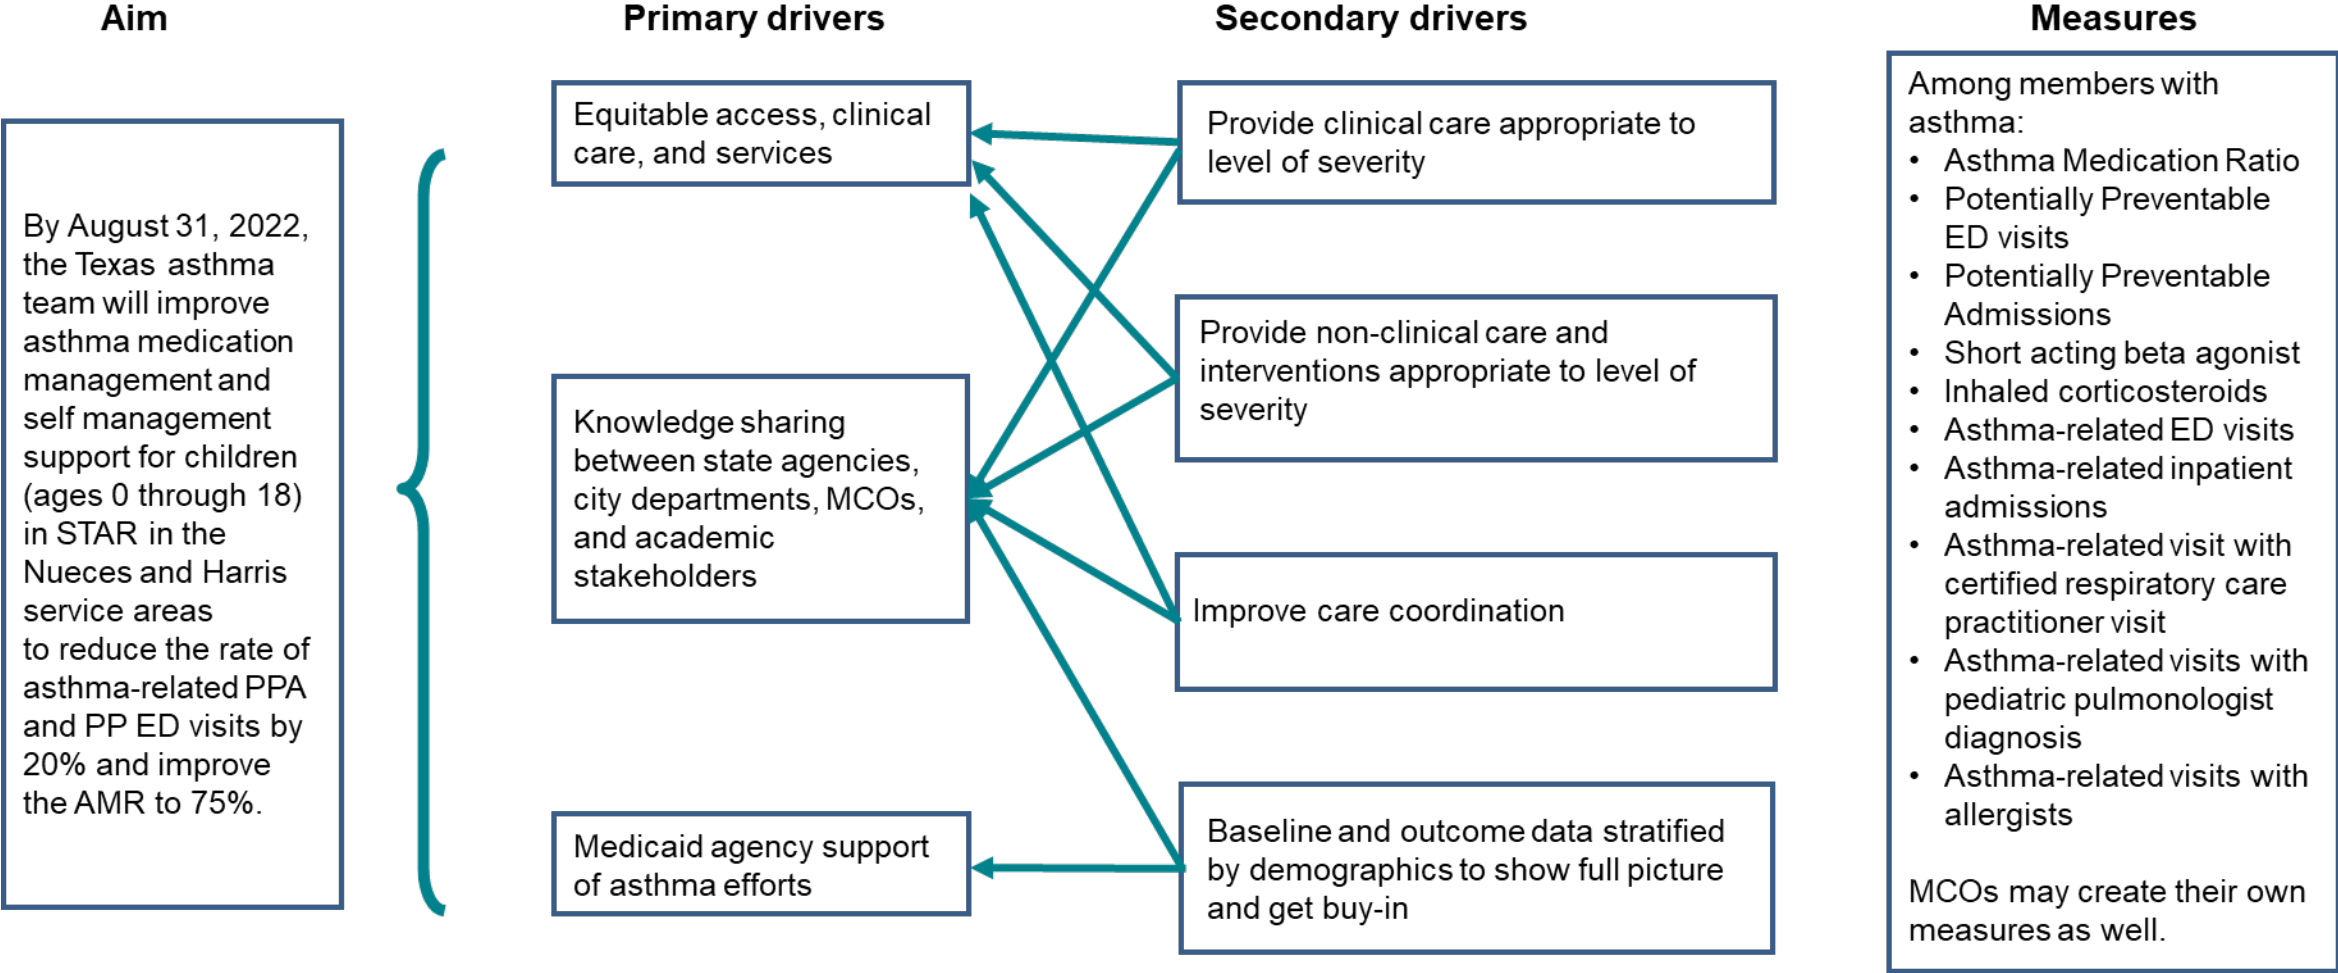 Aim
By August 31, 2022,
the Texas asthma
team will improve
asthma medication
management and
self management
support for children
(ages 0 through 18)
in STAR in the
Nueces and Harris
service areas
to reduce the rate of
asthma-related PPA
and PP ED visits by
20% and improve
the AMR to 75%.
Primary drivers
Equitable access, clinical
care, and services
Knowledge sharing
between state agencies,
city departments, MCOs,
and academic
stakeholders
Medicaid agency support
of asthma efforts
Secondary drivers
Provide clinical care appropriate to
level of severity
Provide non-clinical care and
interventions appropriate to level of
severity
Improve care coordination
Baseline and outcome data stratified
by demographics to show full picture
and get buy-in
Measures
Among members with
asthma:
• Asthma Medication Ratio
• Potentially Preventable
ED visits
• Potentially Preventable
Admissions
• Short acting beta agonist
• Inhaled corticosteroids
• Asthma-related ED visits
• Asthma-related inpatient
admissions
• Asthma-related visit with
certified respiratory care
practitioner visit
• Asthma-related visits with
pediatric pulmonologist
diagnosis
• Asthma-related visits with
allergists
MCOs may create their own
measures as well.